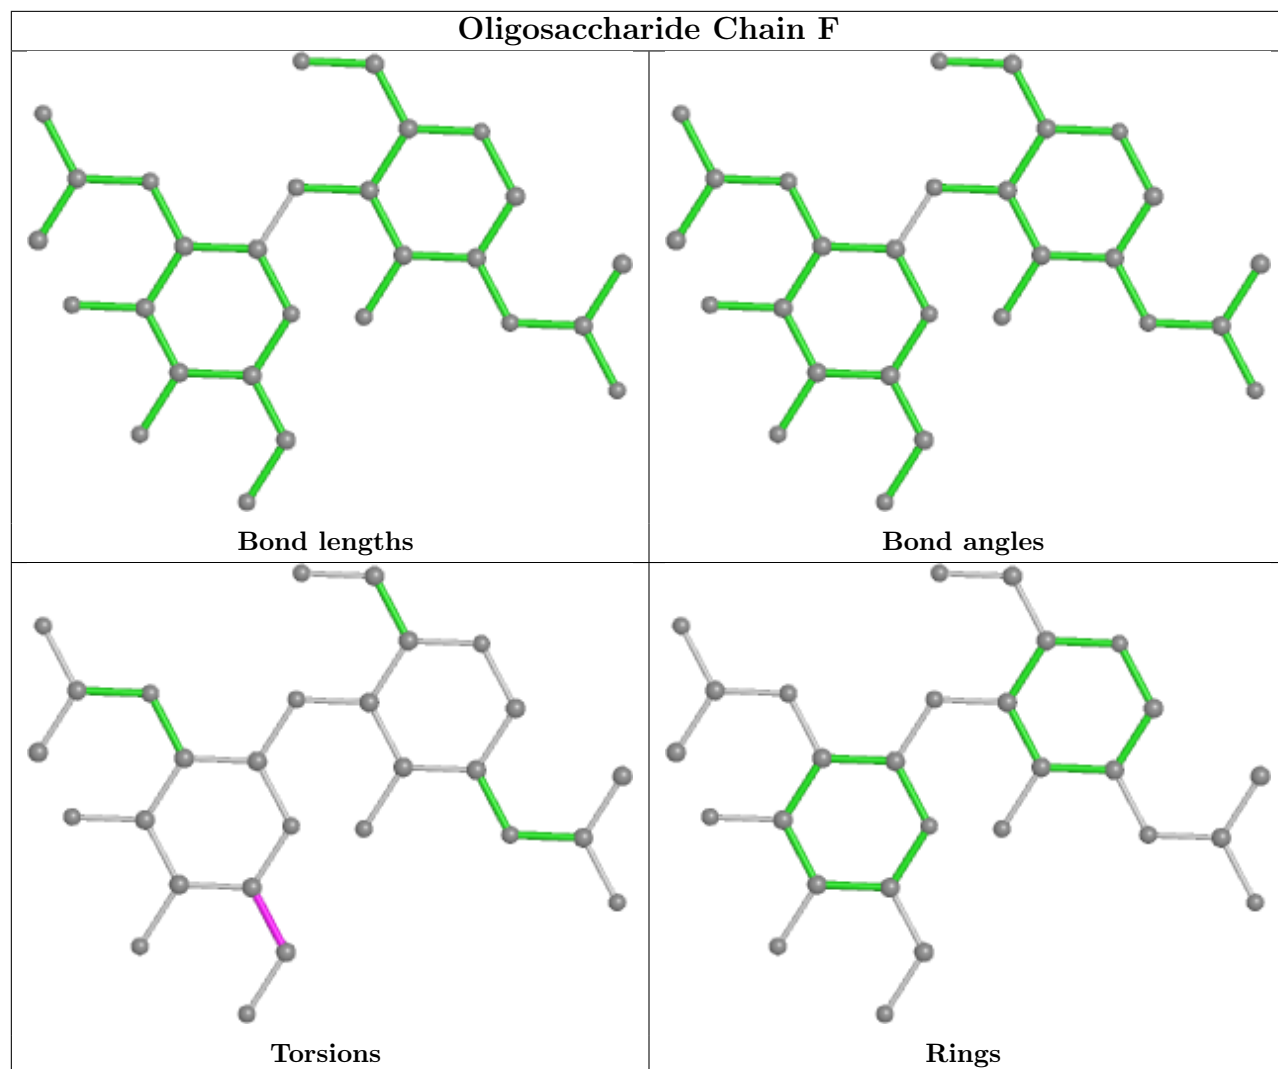 Oligosaccharide Chain F
Bond lengths
Bond angles
Torsions
Rings